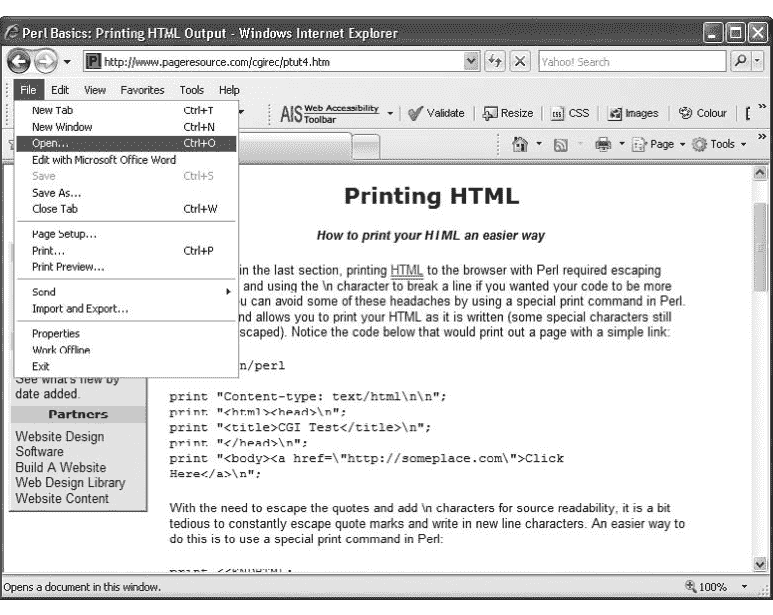 Perl Basics: Printing HTML Output - Windows Internet Explorer
http://www.pageresource.com/cgirec/ptut4.htm
Yahoo! Search
File Edit View Favorites Tools Help
AIS Web Accessibility Toolbar Validate Resize CSS Images Colour
Page Tools
New Tab Ctrl+T
New Window Ctrl+N
Open... Ctrl+O
Edit with Microsoft Office Word
Save Ctrl+S
Save As...
Close Tab Ctrl+W
Page Setup...
Print... Ctrl+P
Print Preview...
Send
Import and Export...
Properties
Work Offline
Exit
See what's new by
date added.
Partners
Website Design
Software
Build A Website
Web Design Library
Website Content
Printing HTML
How to print your HTML an easier way
in the last section, printing HTML to the browser with Perl required escaping
and using the \n character to break a line if you wanted your code to be more
u can avoid some of these headaches by using a special print command in Perl.
nd allows you to print your HTML as it is written (some special characters still
scaped). Notice the code below that would print out a page with a simple link:
n/perl
print "Content-type: text/html\n\n";
print "<html><head>\n";
print "<title>CGI Test</title>\n";
print "</head>\n";
print "<body><a href=\"http://someplace.com\">Click
Here</a>\n";
With the need to escape the quotes and add \n characters for source readability, it is a bit
tedious to constantly escape quote marks and write in new line characters. An easier way to
do this is to use a special print command in Perl:
print <<ENDHTML;
Opens a document in this window.
100%